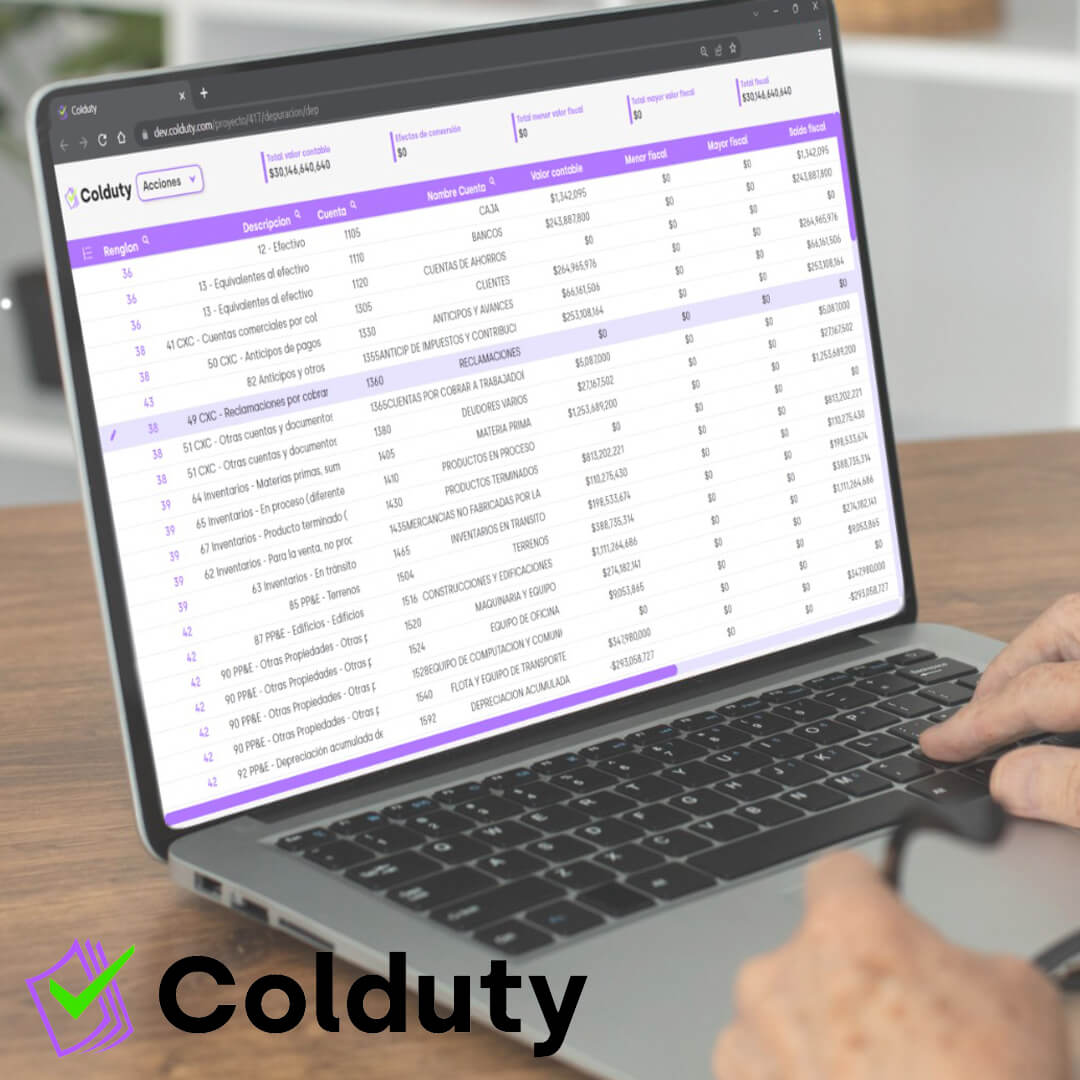 Colduty
dev.colduty.com/proyecto/417/depuracion/dep
Colduty Acciones
Total valor contable
$30,146,640,640
Efectos de conversión
$0
Total menor valor fiscal
$0
Total mayor valor fiscal
$0
Total fiscal
$30,146,640,640
Renglon Descripcion Cuenta Nombre Cuenta Valor contable Menor fiscal Mayor fiscal Saldo fiscal
36 12 - Efectivo 1105 CAJA $1,342,095 $0 $0 $1,342,095
36 13 - Equivalentes al efectivo 1110 BANCOS $243,887,800 $0 $0 $243,887,800
36 13 - Equivalentes al efectivo 1120 CUENTAS DE AHORROS $0 $0 $0 $0
38 41 CXC - Cuentas comerciales por cob 1305 CLIENTES $264,965,976 $0 $0 $264,965,976
38 50 CXC - Anticipos de pagos 1330 ANTICIPOS Y AVANCES $66,161,506 $0 $0 $66,161,506
43 82 Anticipos y otros 1355 ANTICIP DE IMPUESTOS Y CONTRIBUCI $253,108,164 $0 $0 $253,108,164
38 49 CXC - Reclamaciones por cobrar 1360 RECLAMACIONES $0 $0 $0 $0
38 51 CXC - Otras cuentas y documentos 1365 CUENTAS POR COBRAR A TRABAJADOR $5,087,000 $0 $0 $5,087,000
38 51 CXC - Otras cuentas y documentos 1380 DEUDORES VARIOS $27,167,502 $0 $0 $27,167,502
39 64 Inventarios - Materias primas, sum 1405 MATERIA PRIMA $1,253,689,200 $0 $0 $1,253,689,200
39 65 Inventarios - En proceso (diferente 1410 PRODUCTOS EN PROCESO $0 $0 $0 $0
39 67 Inventarios - Producto terminado ( 1430 PRODUCTOS TERMINADOS $813,202,221 $0 $0 $813,202,221
39 62 Inventarios - Para la venta, no proc 1435 MERCANCIAS NO FABRICADAS POR LA $110,275,430 $0 $0 $110,275,430
39 63 Inventarios - En tránsito 1465 INVENTARIOS EN TRANSITO $198,533,674 $0 $0 $198,533,674
42 85 PP&E - Terrenos 1504 TERRENOS $388,735,314 $0 $0 $388,735,314
42 87 PP&E - Edificios - Edificios 1516 CONSTRUCCIONES Y EDIFICACIONES $1,111,264,686 $0 $0 $1,111,264,686
42 90 PP&E - Otras Propiedades - Otras p 1520 MAQUINARIA Y EQUIPO $274,182,141 $0 $0 $274,182,141
42 90 PP&E - Otras Propiedades - Otras p 1524 EQUIPO DE OFICINA $9,053,865 $0 $0 $9,053,865
42 90 PP&E - Otras Propiedades - Otras p 1528 EQUIPO DE COMPUTACION Y COMUNI $0 $0 $0 $0
42 90 PP&E - Otras Propiedades - Otras p 1540 FLOTA Y EQUIPO DE TRANSPORTE $347,980,000 $0 $0 $347,980,000
42 92 PP&E - Depreciación acumulada de 1592 DEPRECIACION ACUMULADA -$293,058,727 $0 $0 -$293,058,727
Colduty